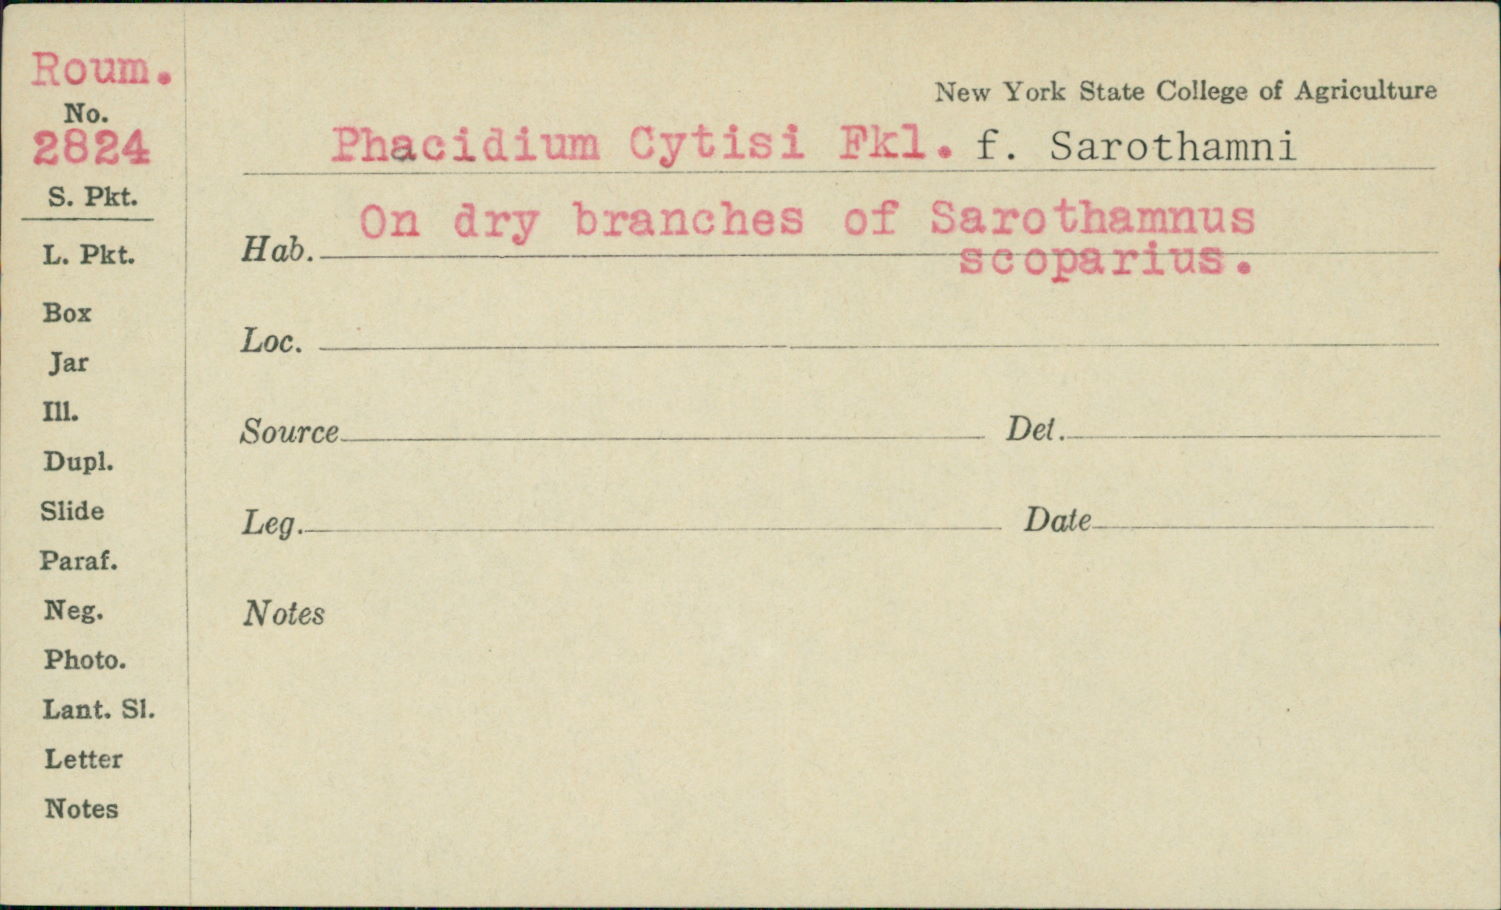 Roum.
No.
2824
S. Pkt.
L. Pkt.
Box
Jar
Ill.
Dupl.
Slide
Paraf.
Neg.
Photo.
Lant. Sl.
Letter
Notes
New York State College of Agriculture
Phacidium Cytisi Fkl. f. Sarothamni
Hab. On dry branches of Sarothamnus
scoparius.
Loc.
Source Det.
Leg. Date
Notes